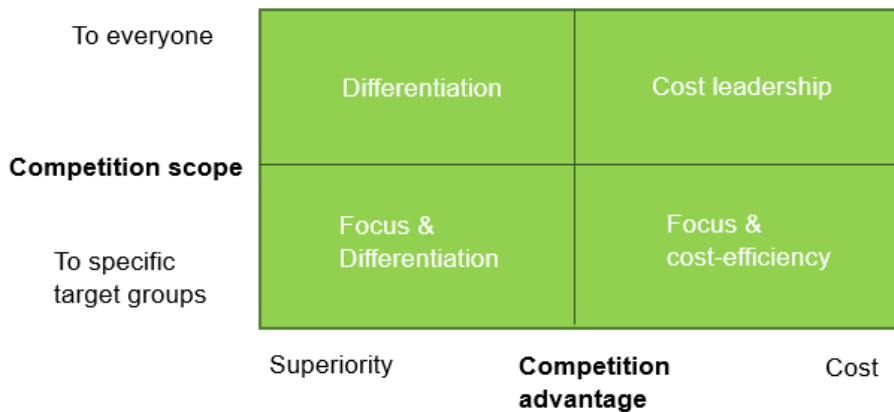 To everyone
Differentiation
Cost leadership
Competition scope
Focus &
Differentiation
Focus &
cost-efficiency
To specific
target groups
Superiority
Competition
advantage
Cost